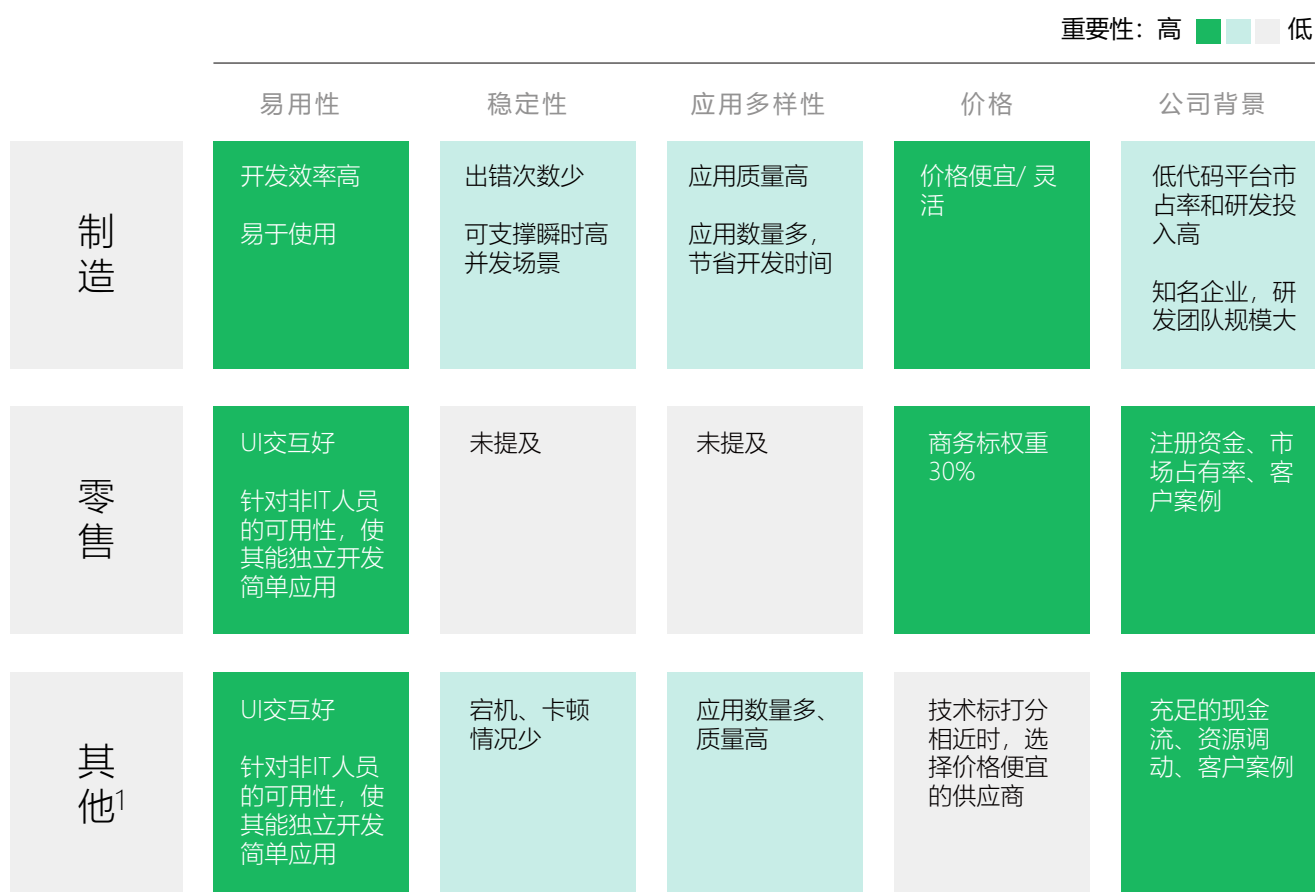 重要性：高 低
易用性 稳定性 应用多样性 价格 公司背景
制
造
开发效率高
易于使用
出错次数少
可支撑瞬时高
并发场景
应用质量高
应用数量多，
节省开发时间
价格便宜/ 灵
活
低代码平台市
占率和研发投
入高
知名企业，研
发团队规模大
零
售
UI交互好
针对非IT人员
的可用性，使
其能独立开发
简单应用
未提及
未提及
商务标权重
30%
注册资金、市
场占有率、客
户案例
其
他1
UI交互好
针对非IT人员
的可用性，使
其能独立开发
简单应用
宕机、卡顿
情况少
应用数量多、
质量高
技术标打分
相近时，选
择价格便宜
的供应商
充足的现金
流、资源调
动、客户案例